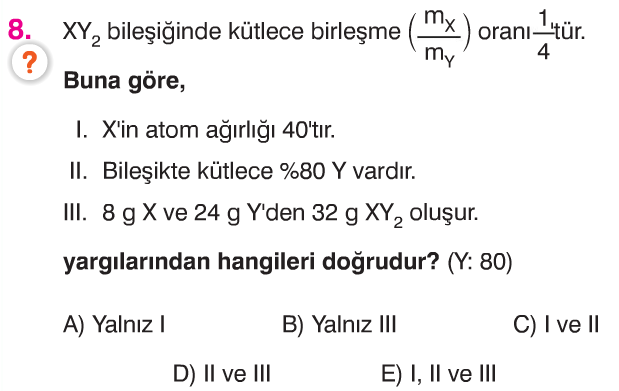 8. XY₂ bileşiğinde kütlece birleşme (m_X/m_Y) oranı 1/4 'tür.
?
Buna göre,
I. X'in atom ağırlığı 40'tır.
II. Bileşikte kütlece %80 Y vardır.
III. 8 g X ve 24 g Y'den 32 g XY₂ oluşur.
yargılarından hangileri doğrudur? (Y: 80)
A) Yalnız I B) Yalnız III C) I ve II
D) II ve III E) I, II ve III